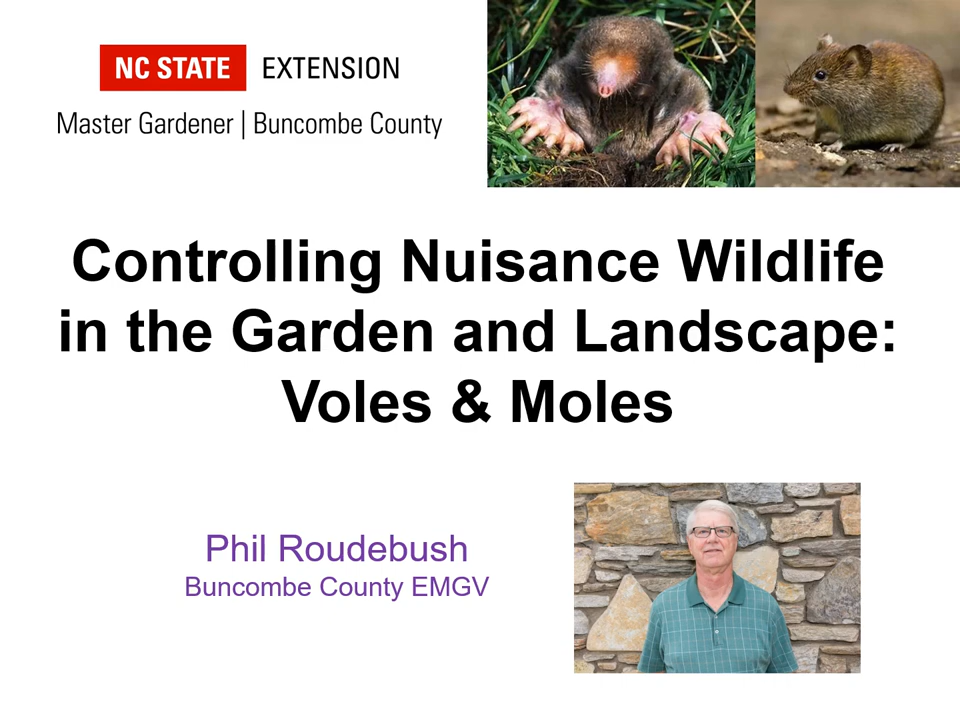 NC STATE EXTENSION
Master Gardener | Buncombe County
Controlling Nuisance Wildlife
in the Garden and Landscape:
Voles & Moles
Phil Roudebush
Buncombe County EMGV